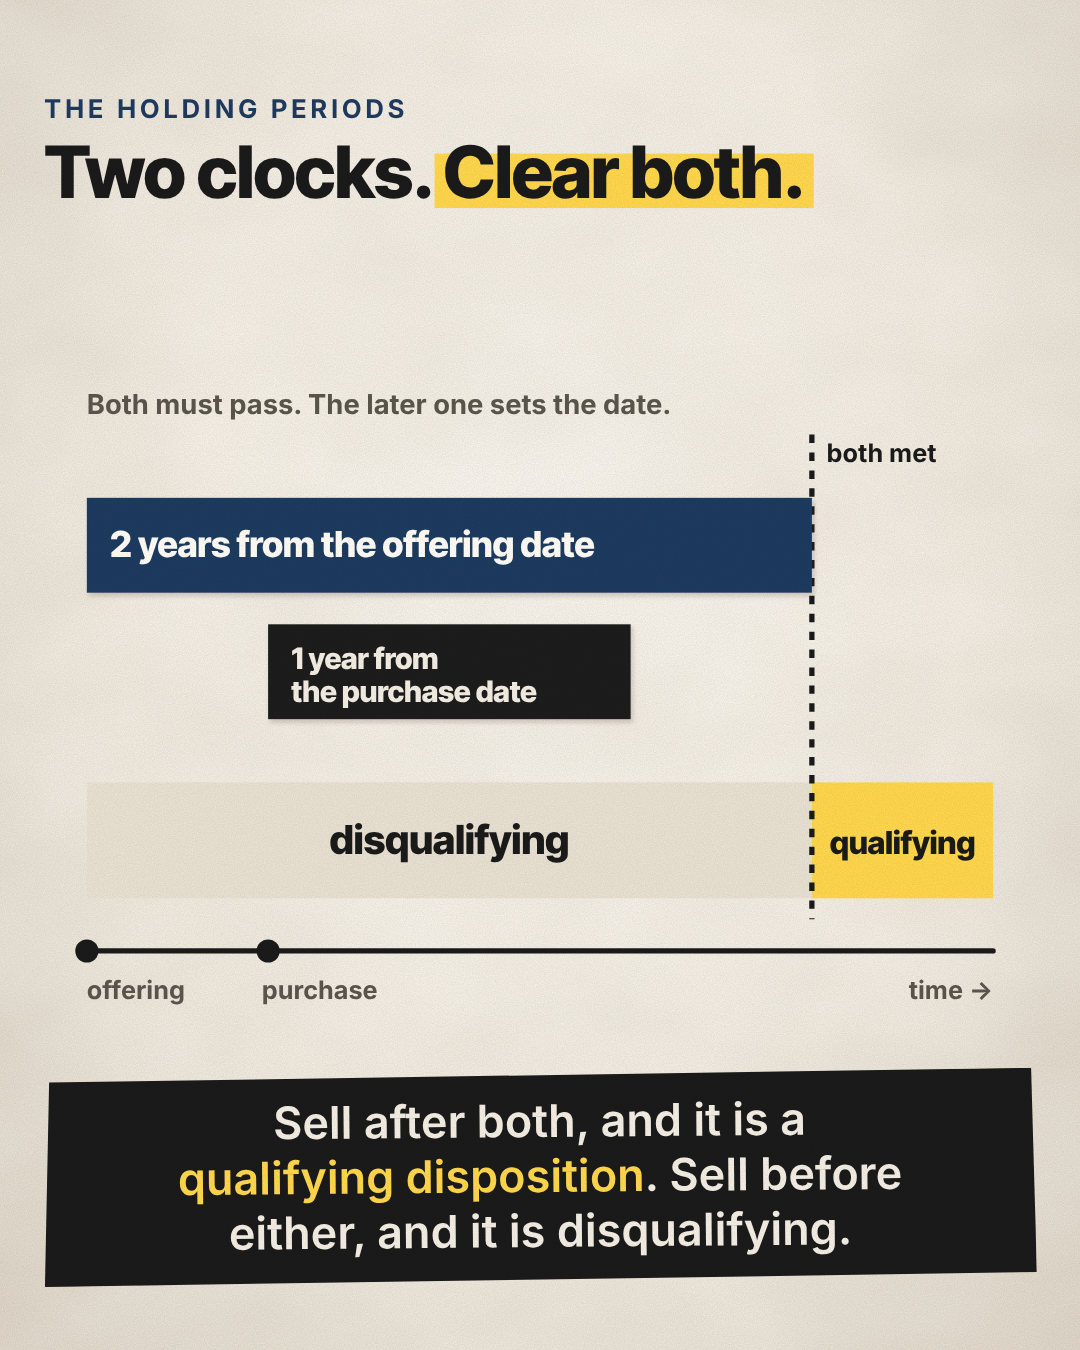 THE HOLDING PERIODS
Two clocks. Clear both.
Both must pass. The later one sets the date.
both met
2 years from the offering date
1 year from
the purchase date
disqualifying
qualifying
offering
purchase
time →
Sell after both, and it is a
qualifying disposition. Sell before
either, and it is disqualifying.